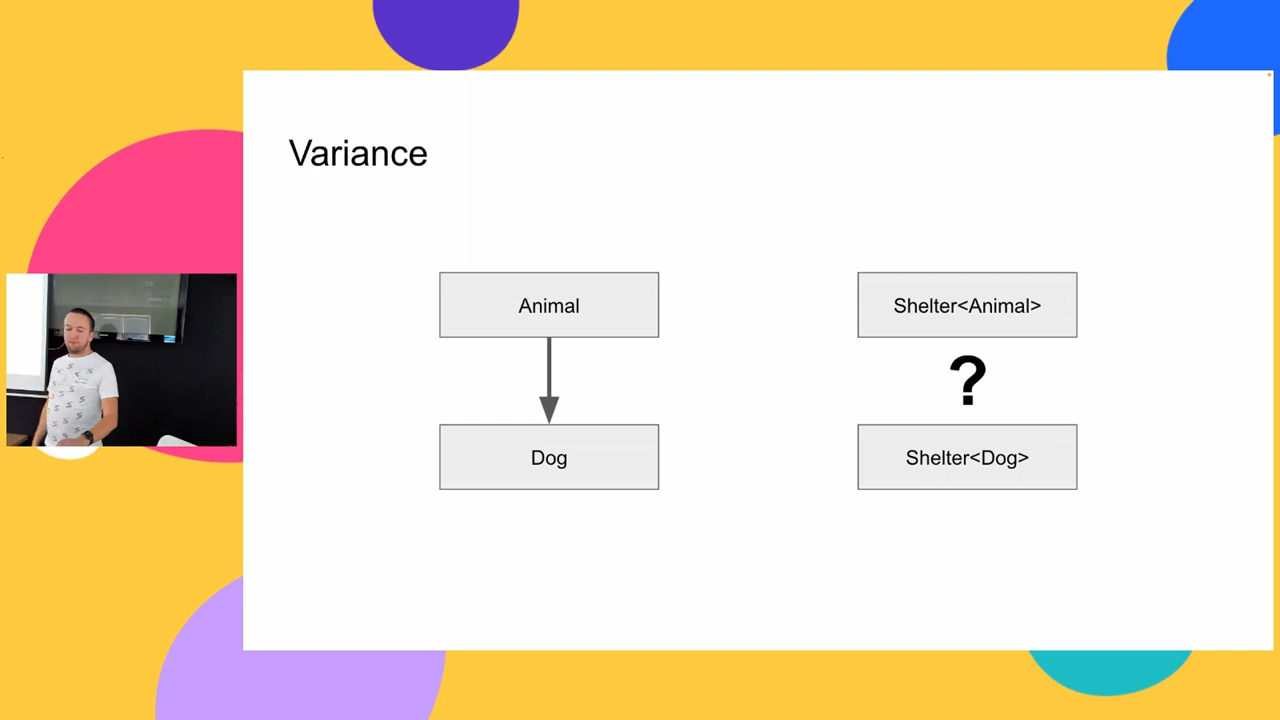 Variance
Animal
Shelter<Animal>
?
Dog
Shelter<Dog>